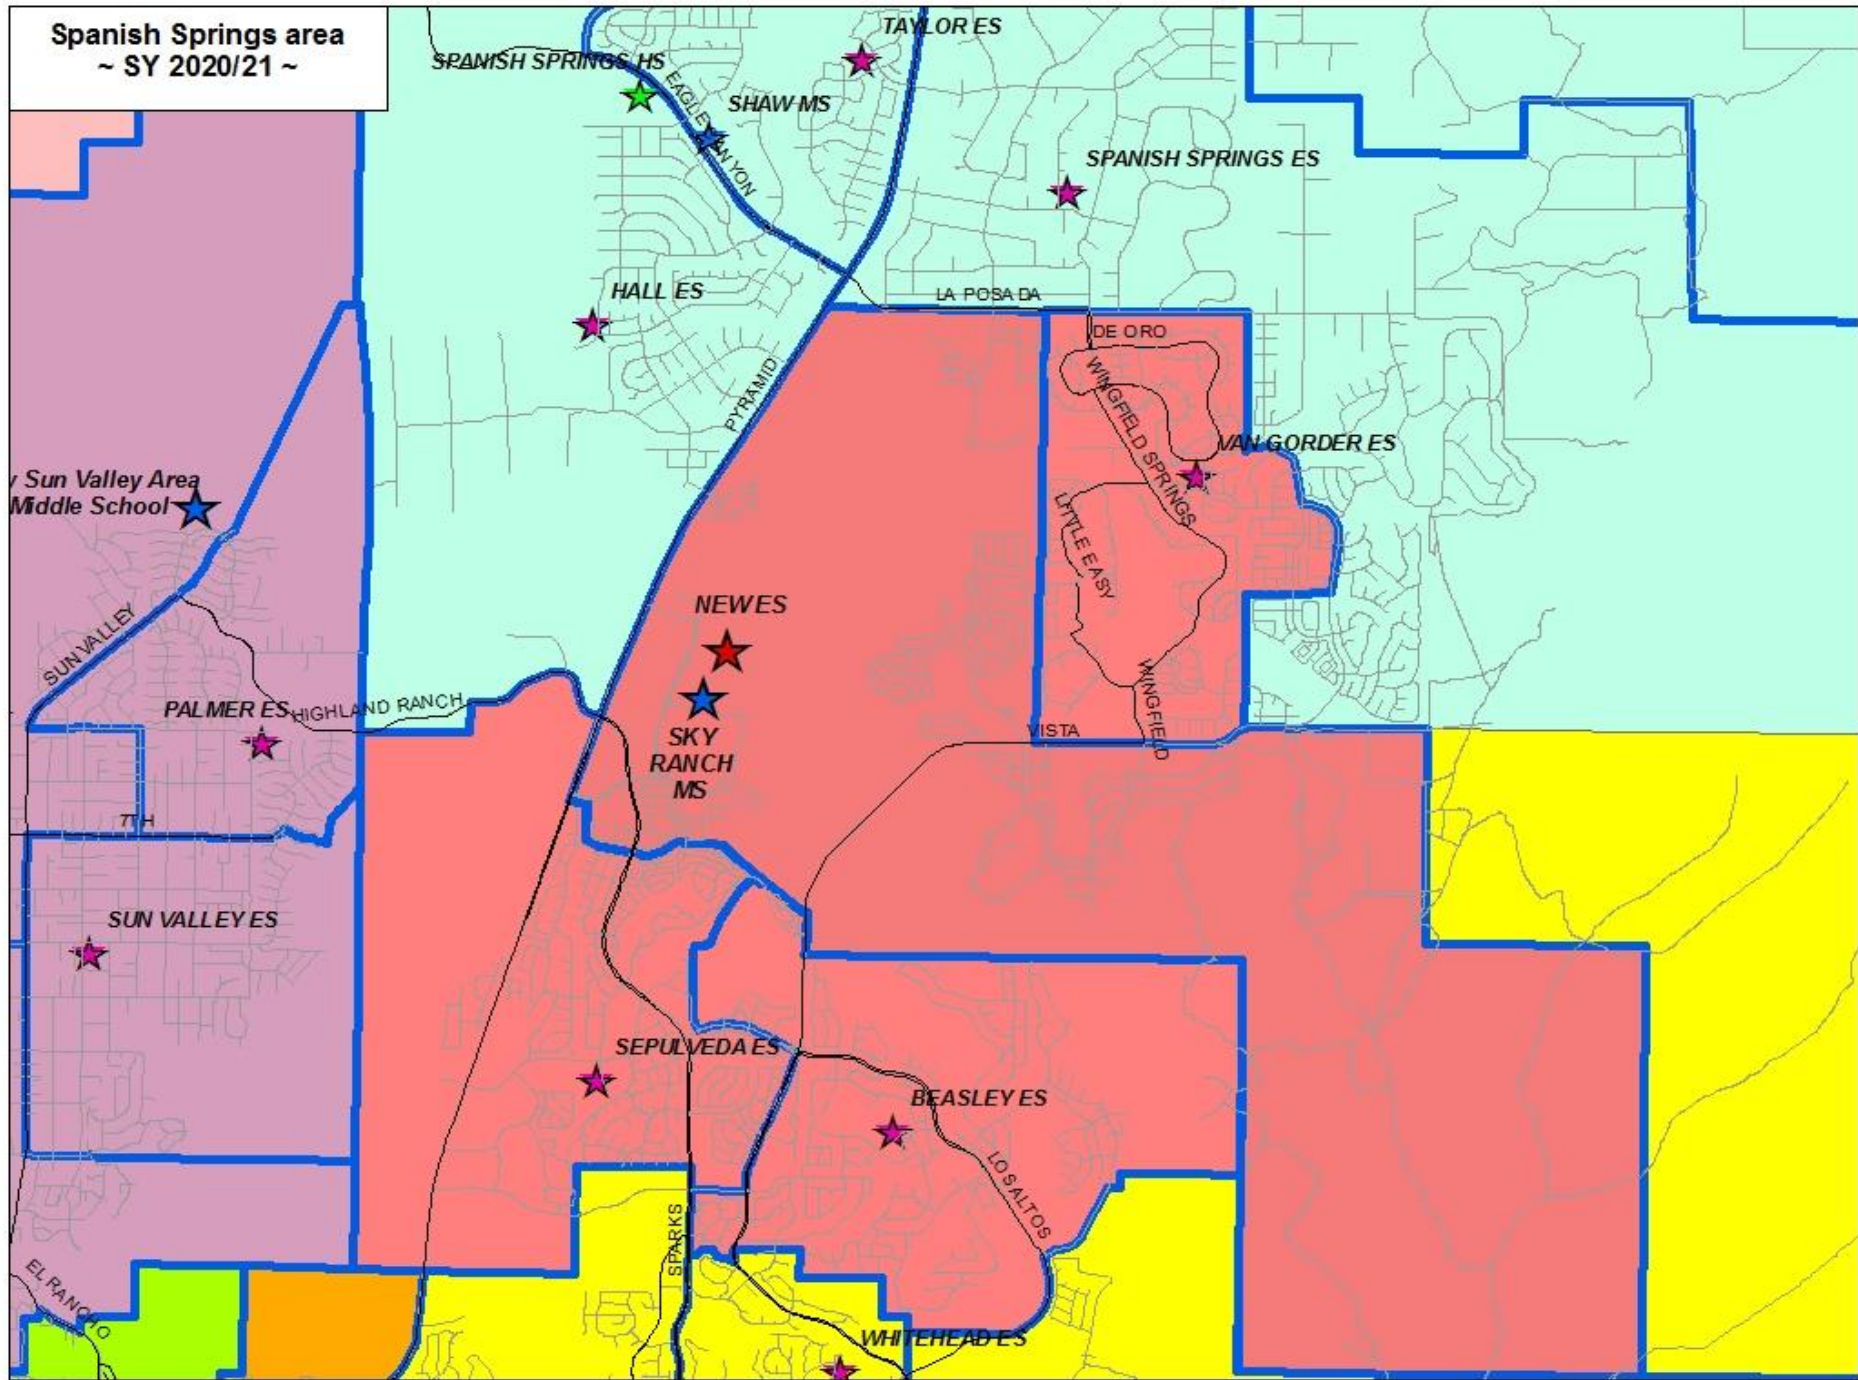 Spanish Springs area
~ SY 2020/21 ~
TAYLOR ES
SPANISH SPRINGS HS
EAGLE CANYON
SHAW MS
SPANISH SPRINGS ES
HALL ES
LA POSADA
DE ORO
PYRAMID
WINGFIELD SPRINGS
VAN GORDER ES
y Sun Valley Area
Middle School
LITTLE EASY
NEW ES
SUN VALLEY
PALMER ES
HIGHLAND RANCH
SKY
RANCH
MS
VISTA
WINGFIELD
7TH
SUN VALLEY ES
SEPULVEDA ES
BEASLEY ES
LOS ALTOS
SPARKS
EL RANCHO
WHITEHEAD ES